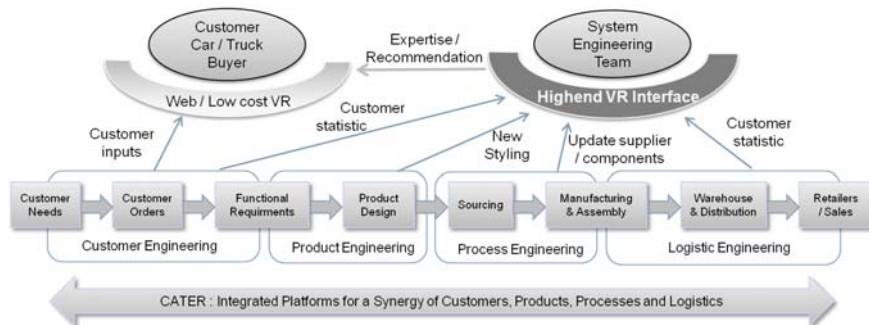 Customer
Car / Truck
Buyer
System
Engineering
Team
Expertise /
Recommendation
Web / Low cost VR
Highend VR Interface
Customer
inputs
Customer
statistic
New
Styling
Update supplier
/ components
Customer
statistic
Customer
Needs
Customer
Orders
Functional
Requirments
Product
Design
Sourcing
Manufacturing
& Assembly
Warehouse
& Distribution
Retailers
/ Sales
Customer Engineering
Product Engineering
Process Engineering
Logistic Engineering
CATER : Integrated Platforms for a Synergy of Customers, Products, Processes and Logistics